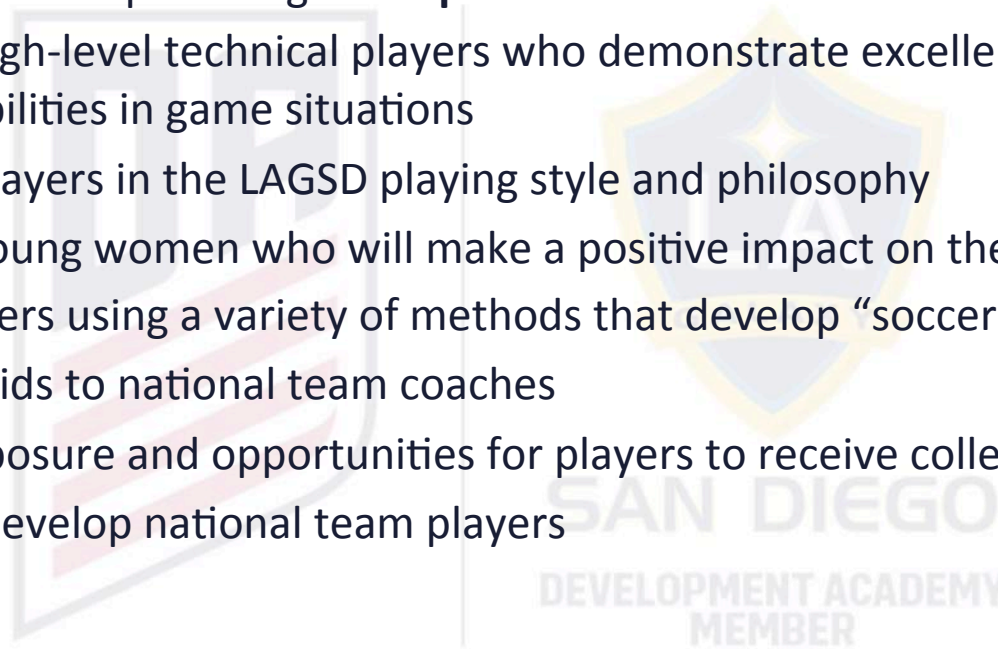 gh-level technical players who demonstrate excelle
bilities in game situations
ayers in the LAGSD playing style and philosophy
oung women who will make a positive impact on the
ers using a variety of methods that develop “soccer
ids to national team coaches
posure and opportunities for players to receive colle
evelop national team players
LA
SAN DIEGO
DEVELOPMENT ACADEMY
MEMBER